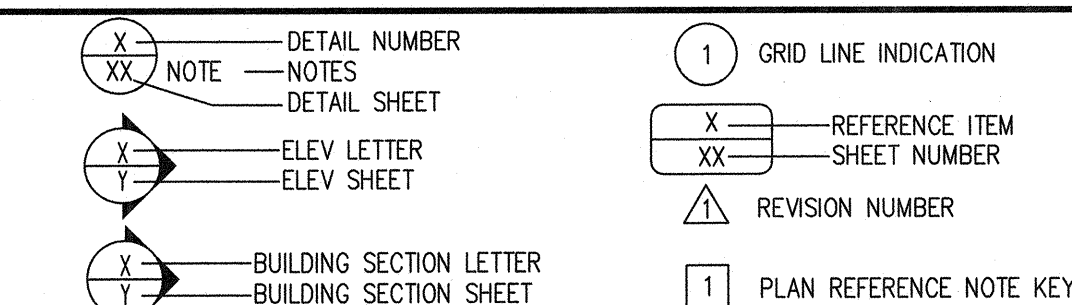 X DETAIL NUMBER
XX NOTE NOTES
DETAIL SHEET
X ELEV LETTER
Y ELEV SHEET
X BUILDING SECTION LETTER
Y BUILDING SECTION SHEET
1 GRID LINE INDICATION
X REFERENCE ITEM
XX SHEET NUMBER
1 REVISION NUMBER
1 PLAN REFERENCE NOTE KEY